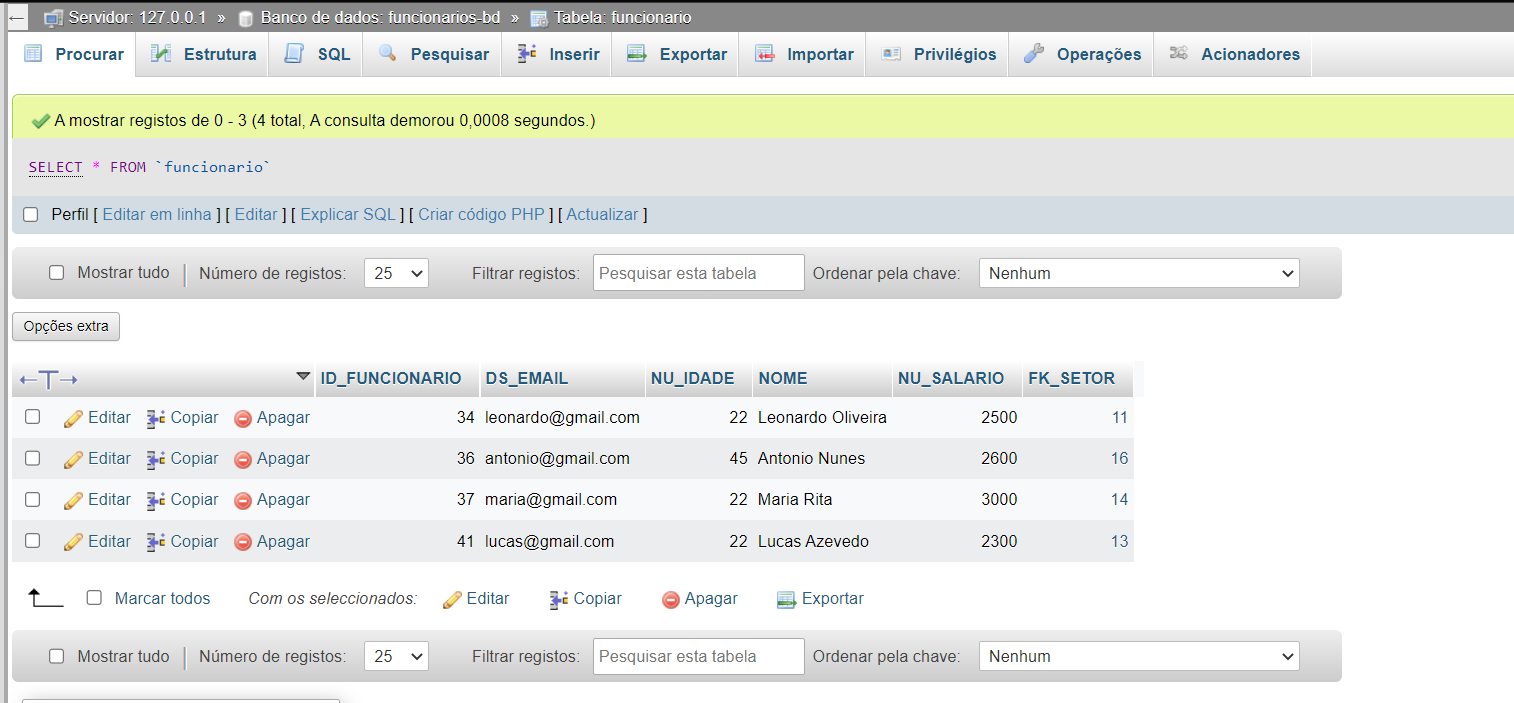 Servidor: 127.0.0.1 » Banco de dados: funcionarios-bd » Tabela: funcionario
Procurar Estrutura SQL Pesquisar Inserir Exportar Importar Privilégios Operações Acionadores
A mostrar registos de 0 - 3 (4 total, A consulta demorou 0,0008 segundos.)
SELECT * FROM `funcionario`
Perfil [ Editar em linha ] [ Editar ] [ Explicar SQL ] [ Criar código PHP ] [ Actualizar ]
Mostrar tudo | Número de registos: 25 Filtrar registos: Pesquisar esta tabela Ordenar pela chave: Nenhum
Opções extra
←T→ ID_FUNCIONARIO DS_EMAIL NU_IDADE NOME NU_SALARIO FK_SETOR
Editar Copiar Apagar 34 leonardo@gmail.com 22 Leonardo Oliveira 2500 11
Editar Copiar Apagar 36 antonio@gmail.com 45 Antonio Nunes 2600 16
Editar Copiar Apagar 37 maria@gmail.com 22 Maria Rita 3000 14
Editar Copiar Apagar 41 lucas@gmail.com 22 Lucas Azevedo 2300 13
Marcar todos Com os seleccionados: Editar Copiar Apagar Exportar
Mostrar tudo | Número de registos: 25 Filtrar registos: Pesquisar esta tabela Ordenar pela chave: Nenhum